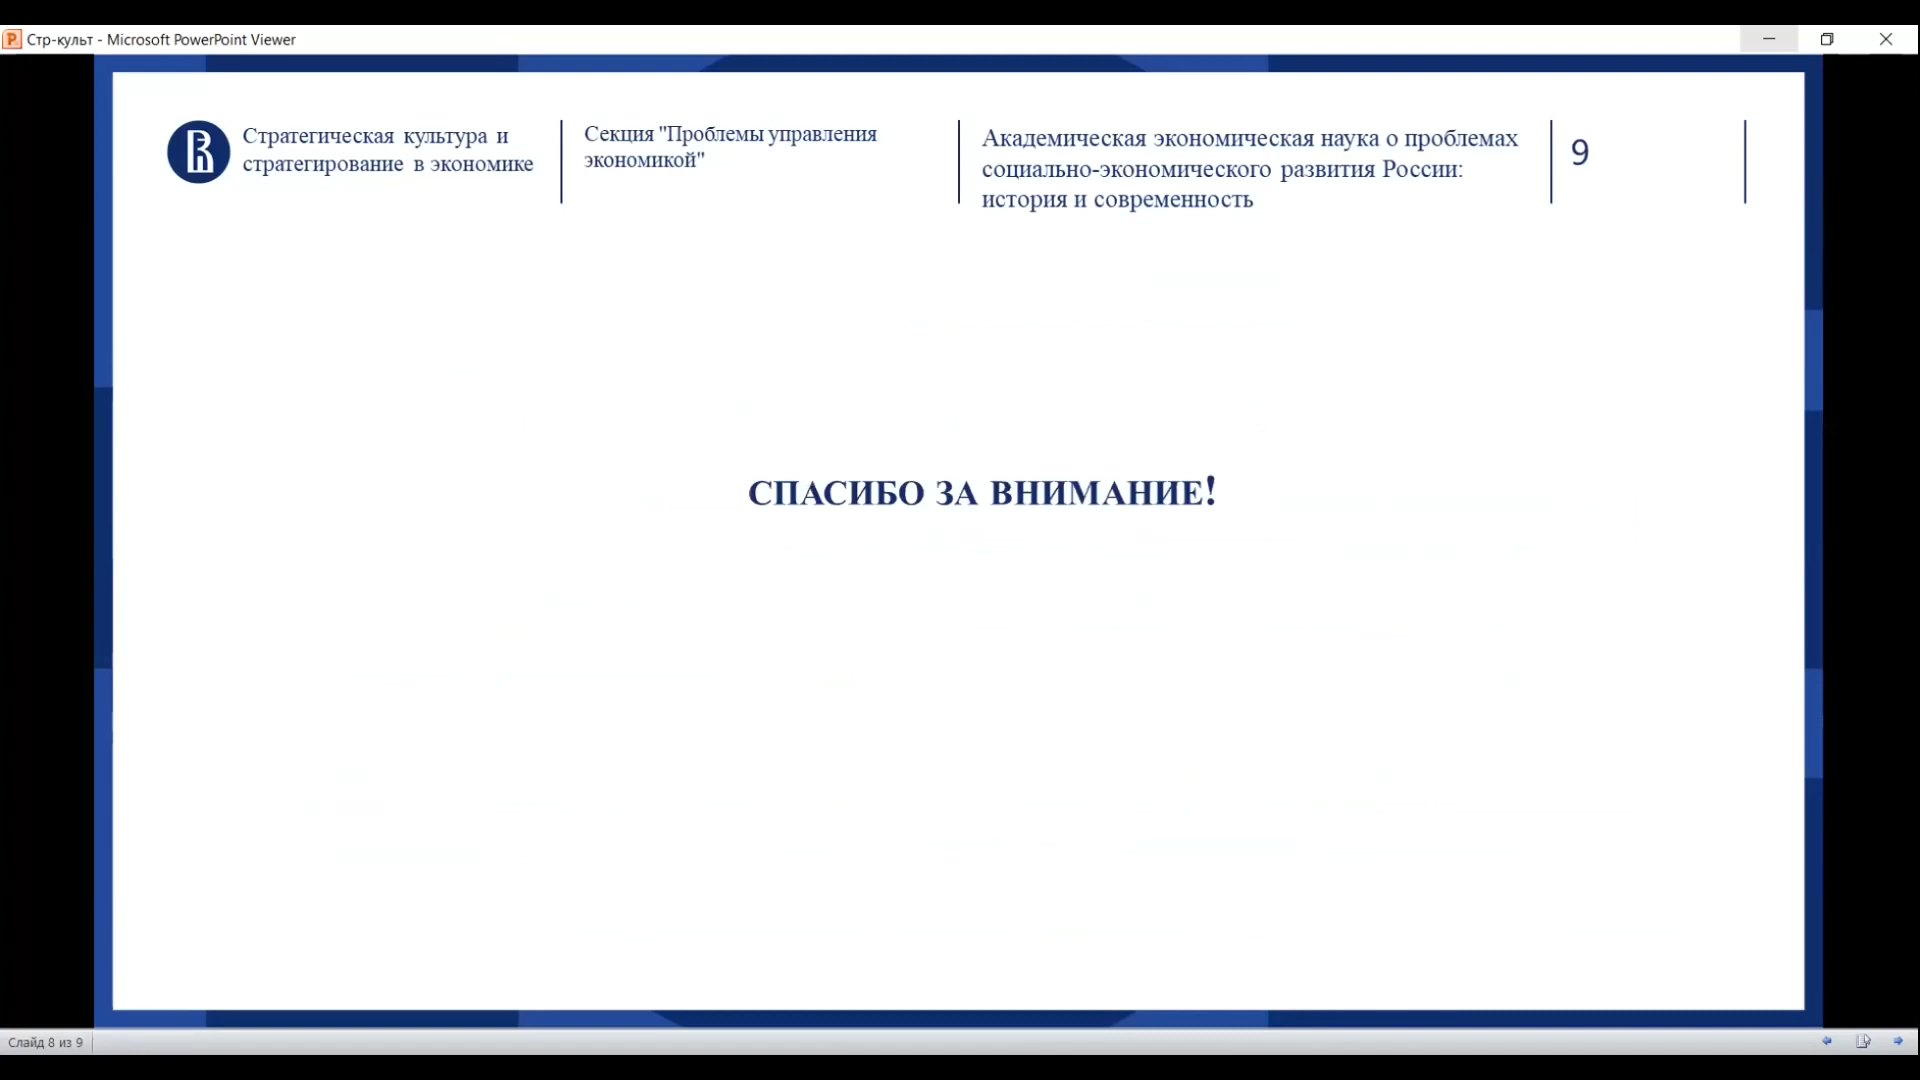 Стр-культ - Microsoft PowerPoint Viewer
Стратегическая культура и
стратегирование в экономике
Секция "Проблемы управления
экономикой"
Академическая экономическая наука о проблемах
социально-экономического развития России:
история и современность
9
СПАСИБО ЗА ВНИМАНИЕ!
Слайд 8 из 9